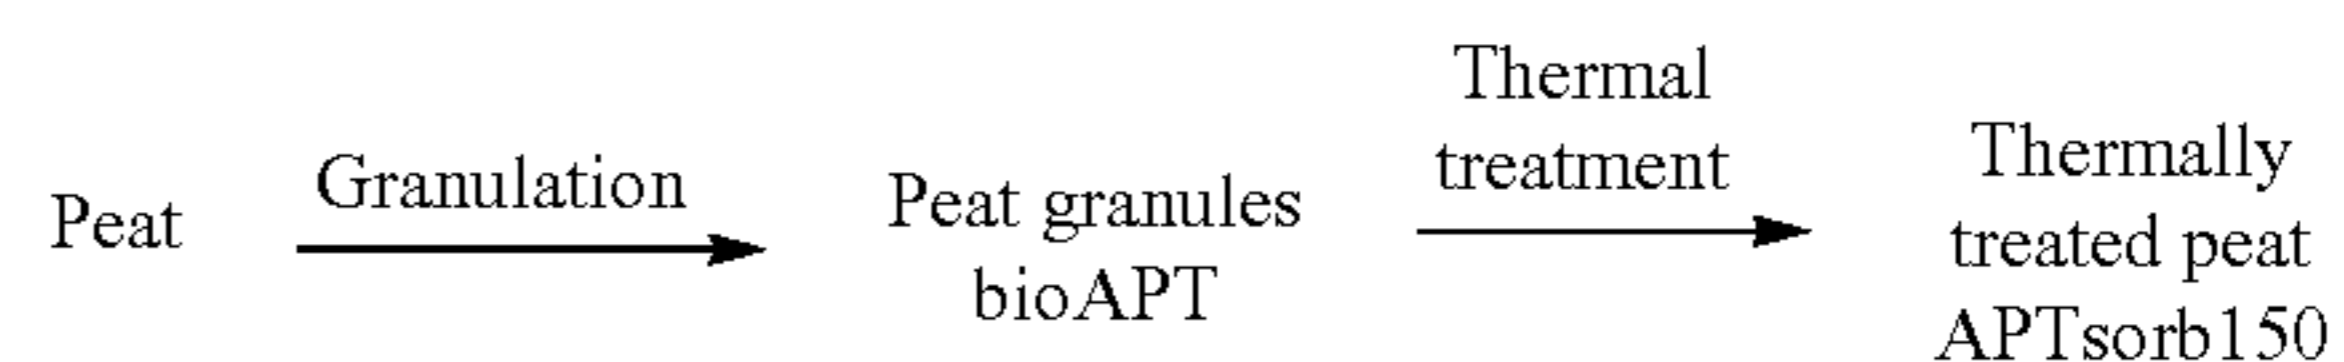 Peat
Granulation
Peat granules
bioAPT
Thermal
treatment
Thermally
treated peat
APTsorb150